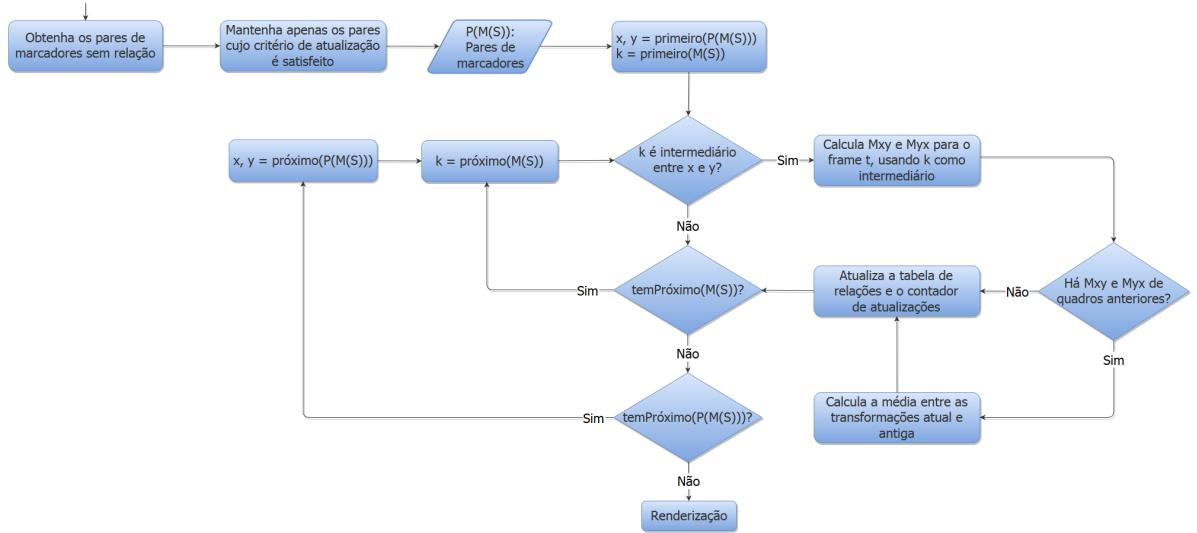 Obtenha os pares de
marcadores sem relação
Mantenha apenas os pares
cujo critério de atualização
é satisfeito
P(M(S)):
Pares de
marcadores
x, y = primeiro(P(M(S)))
k = primeiro(M(S))
x, y = próximo(P(M(S)))
k = próximo(M(S))
k é intermediário
entre x e y?
Sim
Calcula Mxy e Myx para o
frame t, usando k como
intermediário
Não
temPróximo(M(S))?
Sim
Atualiza a tabela de
relações e o contador
de atualizações
Não
Há Mxy e Myx de
quadros anteriores?
Não
Sim
temPróximo(P(M(S)))?
Sim
Calcula a média entre as
transformações atual e
antiga
Não
Renderização